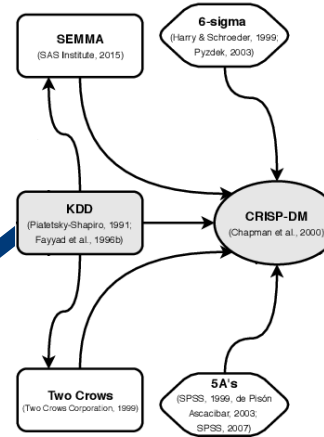 SEMMA
(SAS Institute, 2015)
6-sigma
(Harry & Schroeder, 1999;
Pyzdek, 2003)
KDD
(Piatetsky-Shapiro, 1991;
Fayyad et al., 1996b)
CRISP-DM
(Chapman et al., 2000)
Two Crows
(Two Crows Corporation, 1999)
5A's
(SPSS, 1999, de Pisón
Ascacibar, 2003;
SPSS, 2007)